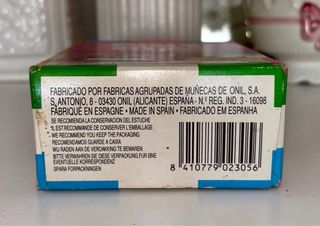 FABRICADO POR FABRICAS AGRUPADAS DE MUÑECAS DE ONIL, S.A.
S, ANTONIO, 8 - 03430 ONIL (ALICANTE) ESPAÑA - N.º REG. IND. 3 - 16098
FABRIQUÉ EN ESPAGNE • MADE IN SPAIN • FABRICADO EM ESPANHA
SE RECOMIENDA LA CONSERVACION DEL ESTUCHE
IL EST RECOMMANDE DE CONSERVER L'EMBALLAGE
WE RECOMMEND YOU KEEP THE PACKAGING
RECOMENDAMOS GUARDE A CAIXA
WIJ RADEN AAN DE VERPAKKING TE BEWAREN
BITTE VERWAHREN SIE DIESE VERPACKUNG, FUR EINE
EVENTUELLE KORRESPONDENZ
SPARA FORPACKNINGEN
8 410779 023056